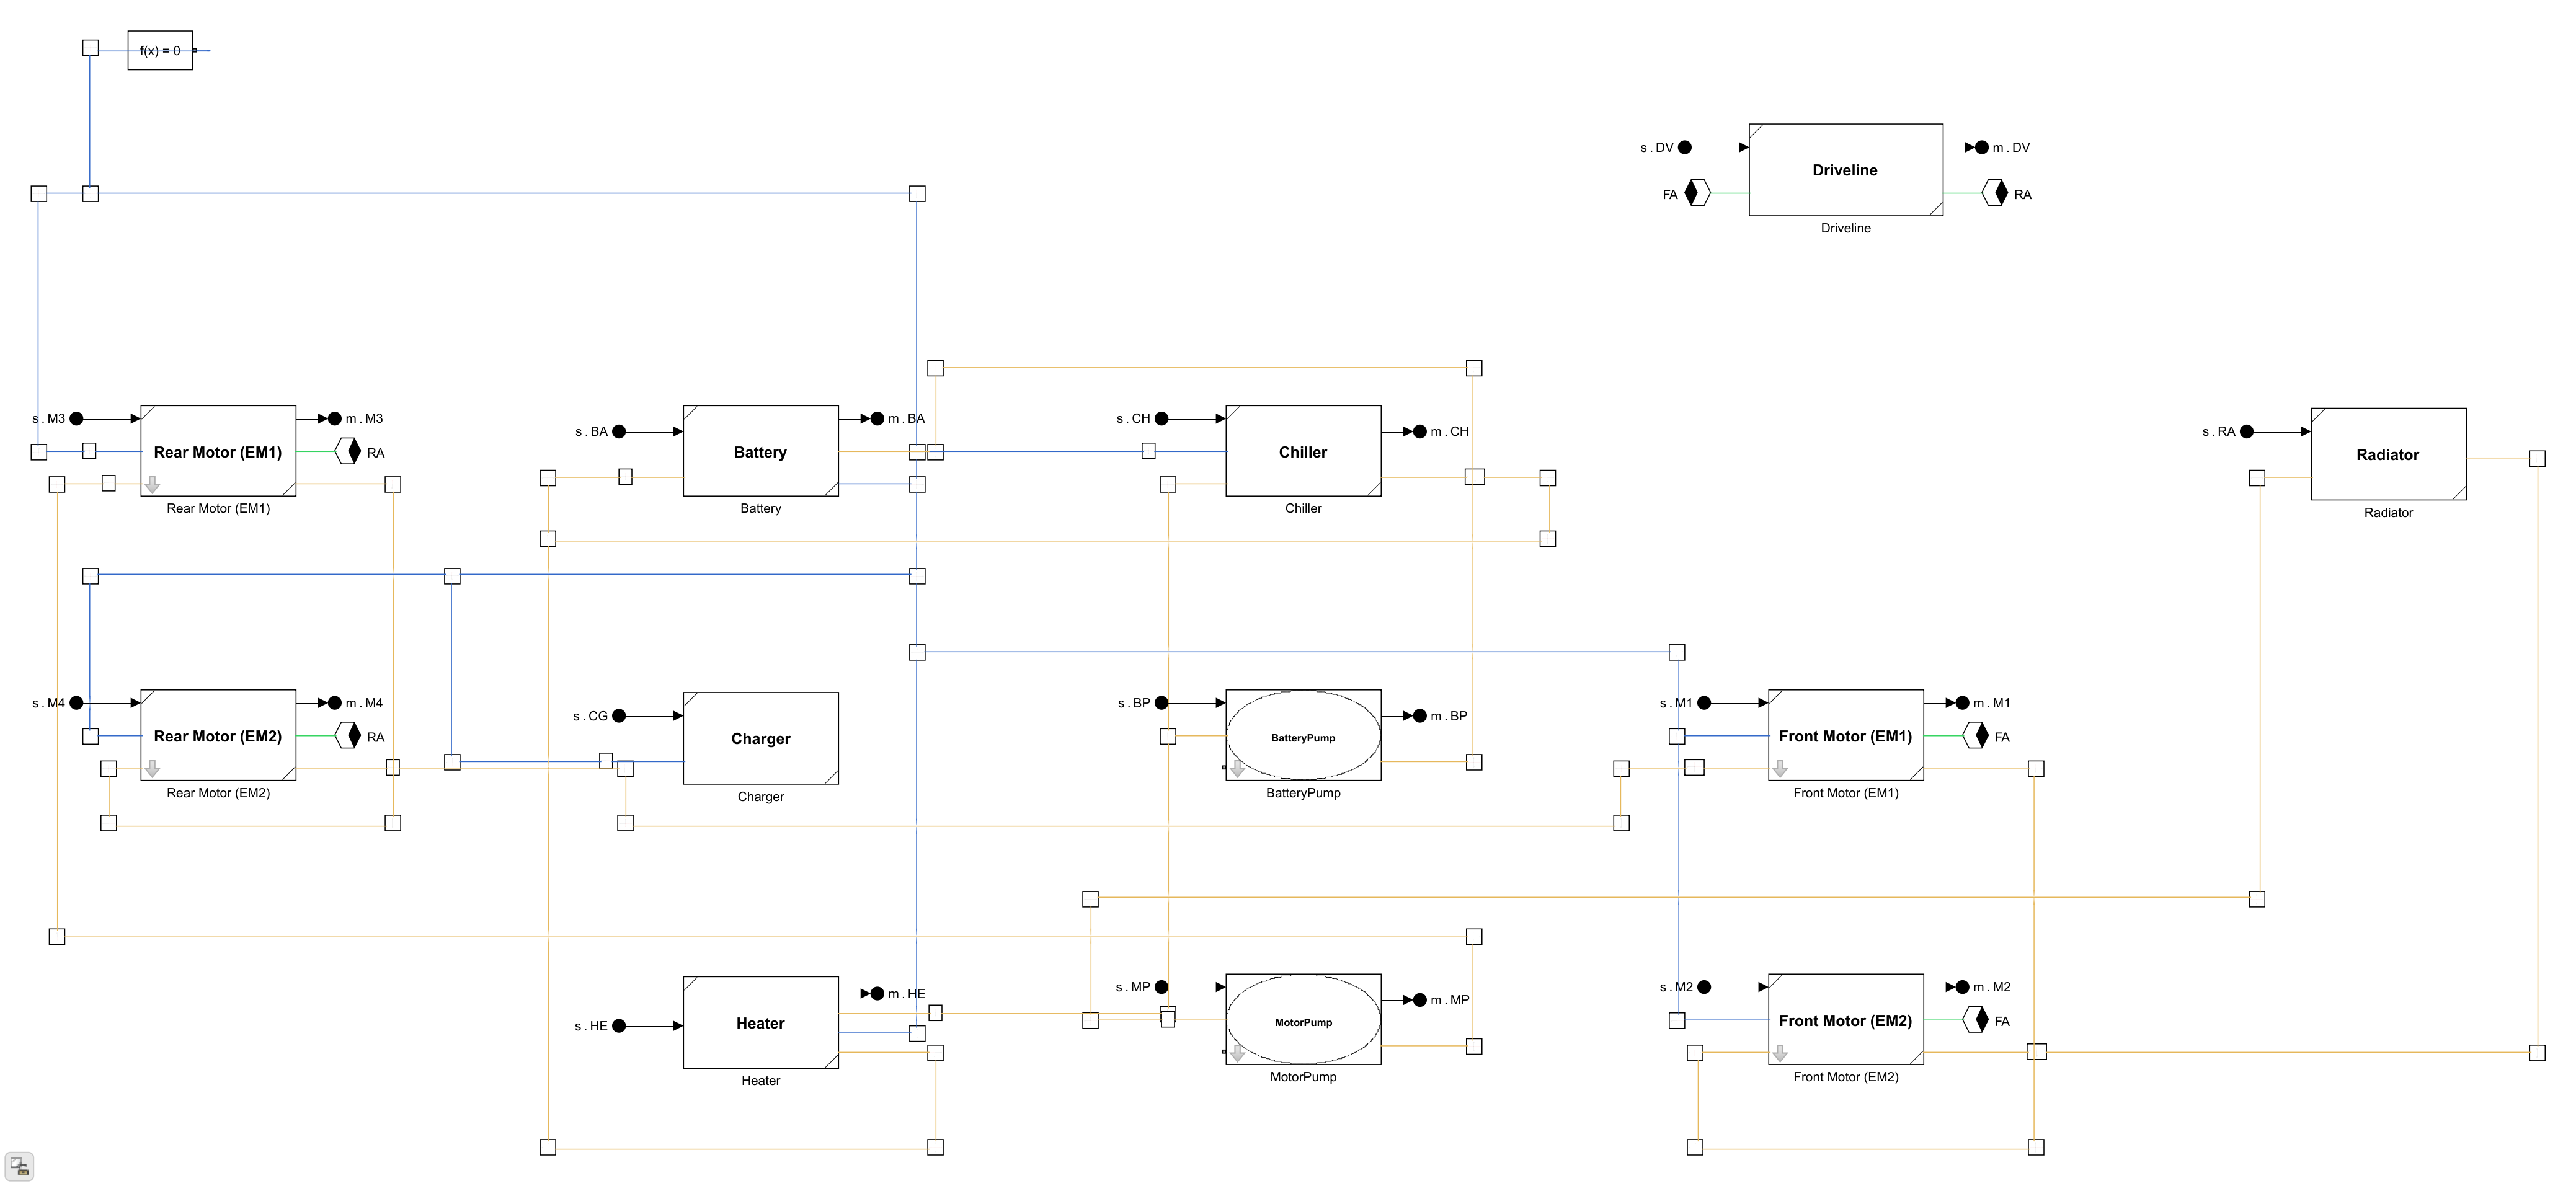 f(x) = 0
s . DV
m . DV
Driveline
FA
RA
Driveline
s . M3
m . M3
Rear Motor (EM1)
RA
Rear Motor (EM1)
s . BA
m . BA
Battery
Battery
s . CH
m . CH
Chiller
Chiller
s . RA
Radiator
Radiator
s . M4
m . M4
Rear Motor (EM2)
RA
Rear Motor (EM2)
s . CG
Charger
Charger
s . BP
m . BP
BatteryPump
BatteryPump
s . M1
m . M1
Front Motor (EM1)
FA
Front Motor (EM1)
s . HE
m . HE
Heater
Heater
s . MP
m . MP
MotorPump
MotorPump
s . M2
m . M2
Front Motor (EM2)
FA
Front Motor (EM2)